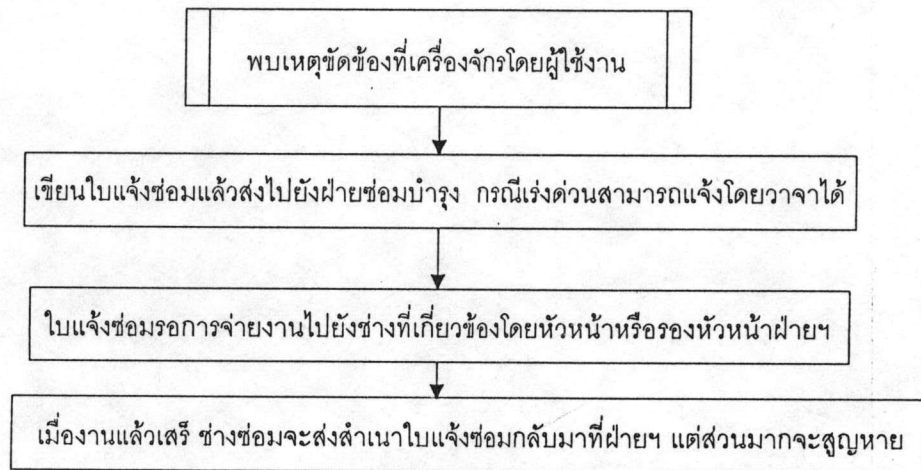 พบเหตุขัดข้องที่เครื่องจักรโดยผู้ใช้งาน
เขียนใบแจ้งซ่อมแล้วส่งไปยังฝ่ายซ่อมบำรุง กรณีเร่งด่วนสามารถแจ้งโดยวาจาได้
ใบแจ้งซ่อมรอการจ่ายงานไปยังช่างที่เกี่ยวข้องโดยหัวหน้าหรือรองหัวหน้าฝ่ายฯ
เมื่องานแล้วเสร็ ช่างซ่อมจะส่งสำเนาใบแจ้งซ่อมกลับมาที่ฝ่ายฯ แต่ส่วนมากจะสูญหาย